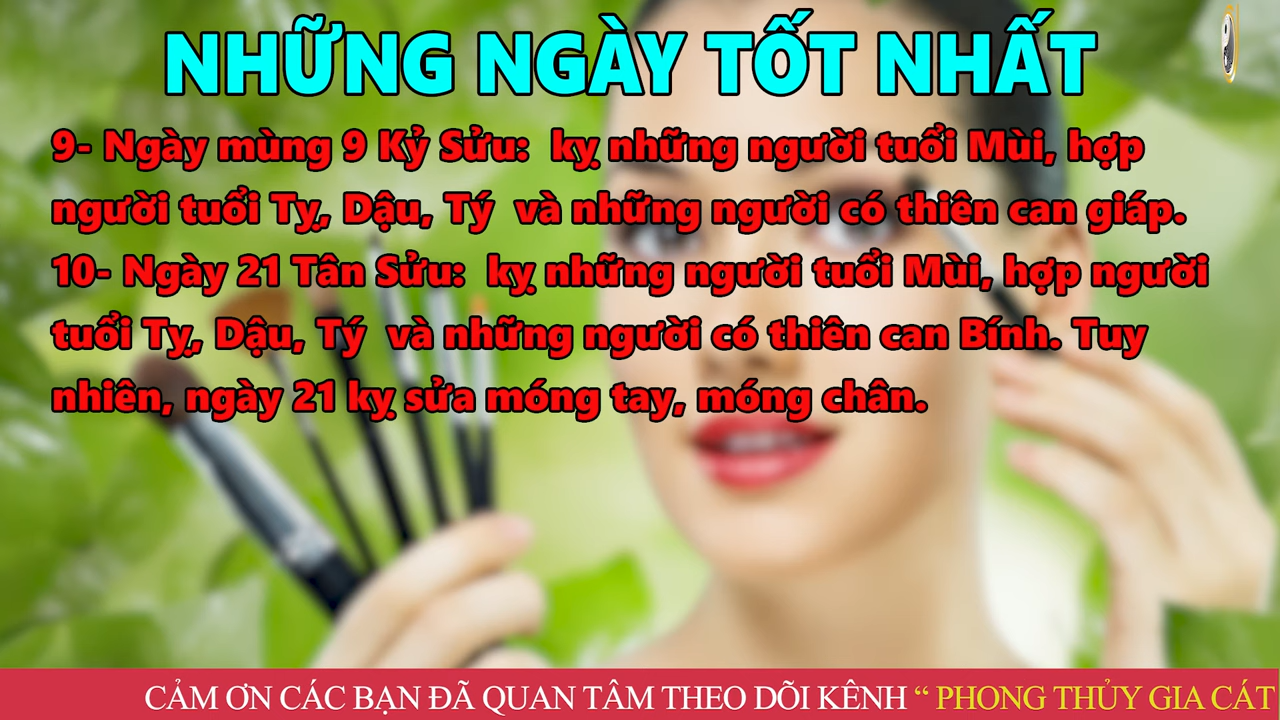 NHỮNG NGÀY TỐT NHẤT
9- Ngày mùng 9 Kỷ Sửu: kỵ những người tuổi Mùi, hợp
người tuổi Tỵ, Dậu, Tý và những người có thiên can giáp.
10- Ngày 21 Tân Sửu: kỵ những người tuổi Mùi, hợp người
tuổi Tỵ, Dậu, Tý và những người có thiên can Bính. Tuy
nhiên, ngày 21 kỵ sửa móng tay, móng chân.
CẢM ƠN CÁC BẠN ĐÃ QUAN TÂM THEO DÕI KÊNH “ PHONG THỦY GIA CÁT